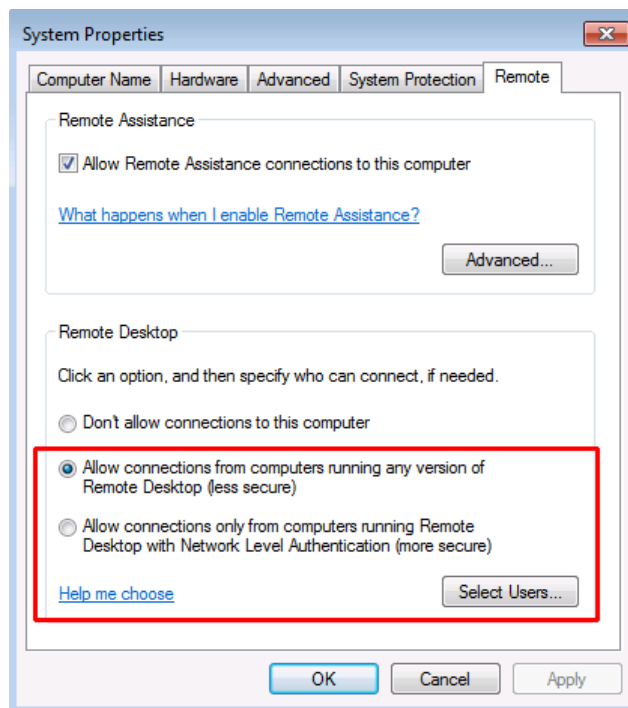 System Properties
Computer Name Hardware Advanced System Protection Remote
Remote Assistance
Allow Remote Assistance connections to this computer
What happens when I enable Remote Assistance?
Advanced...
Remote Desktop
Click an option, and then specify who can connect, if needed.
Don't allow connections to this computer
Allow connections from computers running any version of
Remote Desktop (less secure)
Allow connections only from computers running Remote
Desktop with Network Level Authentication (more secure)
Help me choose Select Users...
OK Cancel Apply